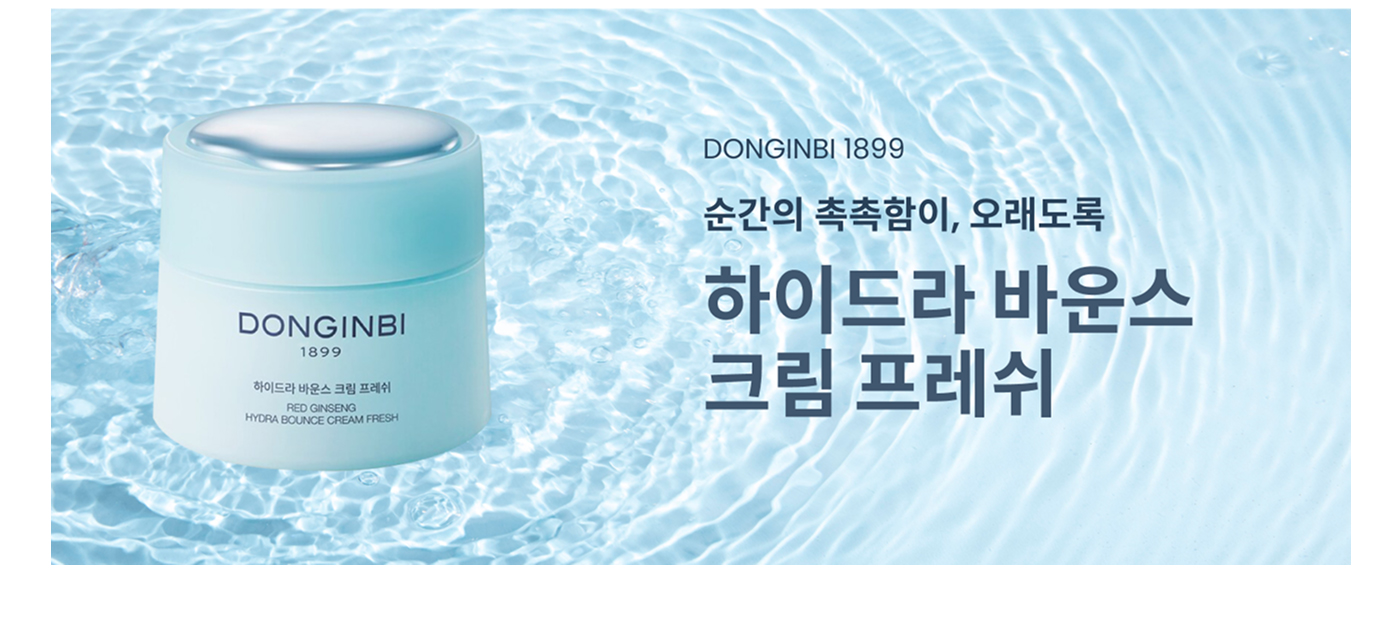 DONGINBI
1899
하이드라 바운스 크림 프레쉬
RED GINSENG
HYDRA BOUNCE CREAM FRESH
DONGINBI 1899
순간의 촉촉함이, 오래도록
하이드라 바운스
크림 프레쉬